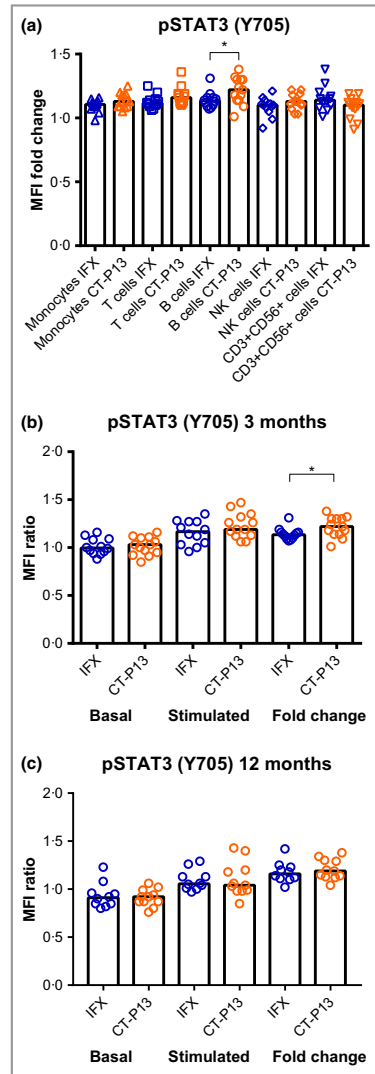 (a)
pSTAT3 (Y705)
MFI fold change
1·5
1·0
0·5
0·0
*
Monocytes IFX
Monocytes CT-P13
T cells IFX
T cells CT-P13
B cells IFX
B cells CT-P13
NK cells IFX
NK cells CT-P13
CD3+CD56+ cells IFX
CD3+CD56+ cells CT-P13
(b)
pSTAT3 (Y705) 3 months
MFI ratio
2·0
1·5
1·0
0·5
0·0
*
IFX
CT-P13
IFX
CT-P13
IFX
CT-P13
Basal Stimulated Fold change
(c)
pSTAT3 (Y705) 12 months
MFI ratio
2·0
1·5
1·0
0·5
0·0
IFX
CT-P13
IFX
CT-P13
IFX
CT-P13
Basal Stimulated Fold change